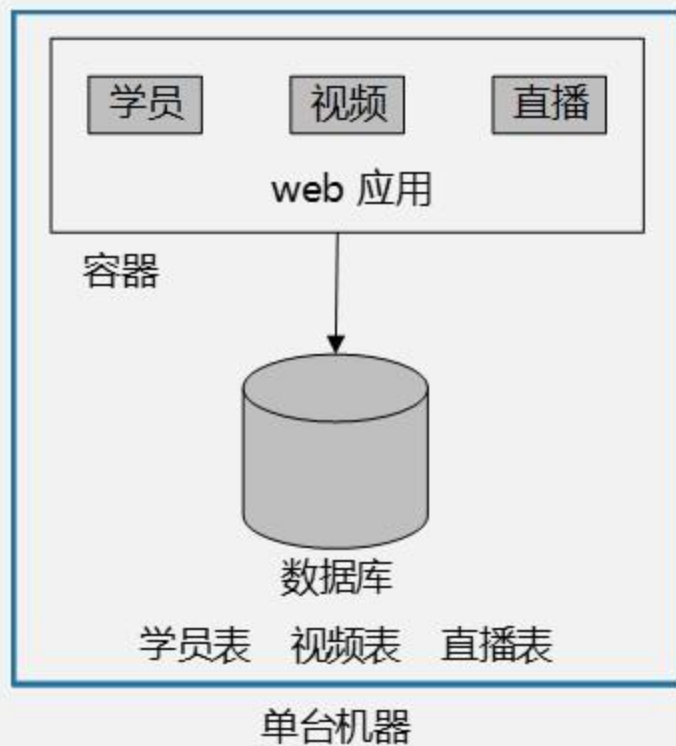 学员 视频 直播
web 应用
容器
数据库
学员表 视频表 直播表
单台机器